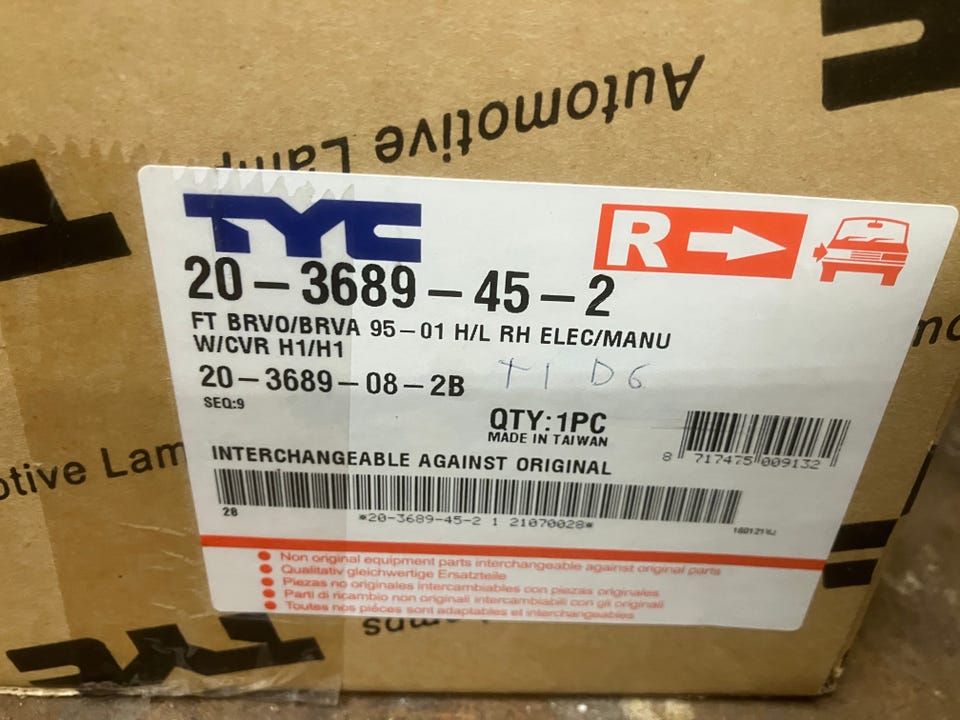 Automotive Lamp
TYC
R
20-3689-45-2
FT BRVO/BRVA 95-01 H/L RH ELEC/MANU
W/CVR H1/H1
20-3689-08-2B
T1 D6
SEQ:9
QTY:1PC
MADE IN TAIWAN
8 717475 009132
INTERCHANGEABLE AGAINST ORIGINAL
28
*20-3689-45-2 1 21070028*
Non original equipment parts interchangeable against original parts
Qualitativ gleichwertige Ersatzteile
Piezas no originales intercambiables con piezas originales
Parti di ricambio non originali intercambiabili con gli originali
Toutes nos piéces sont adaptables et interchangeables
otive Lam
amps
TYC